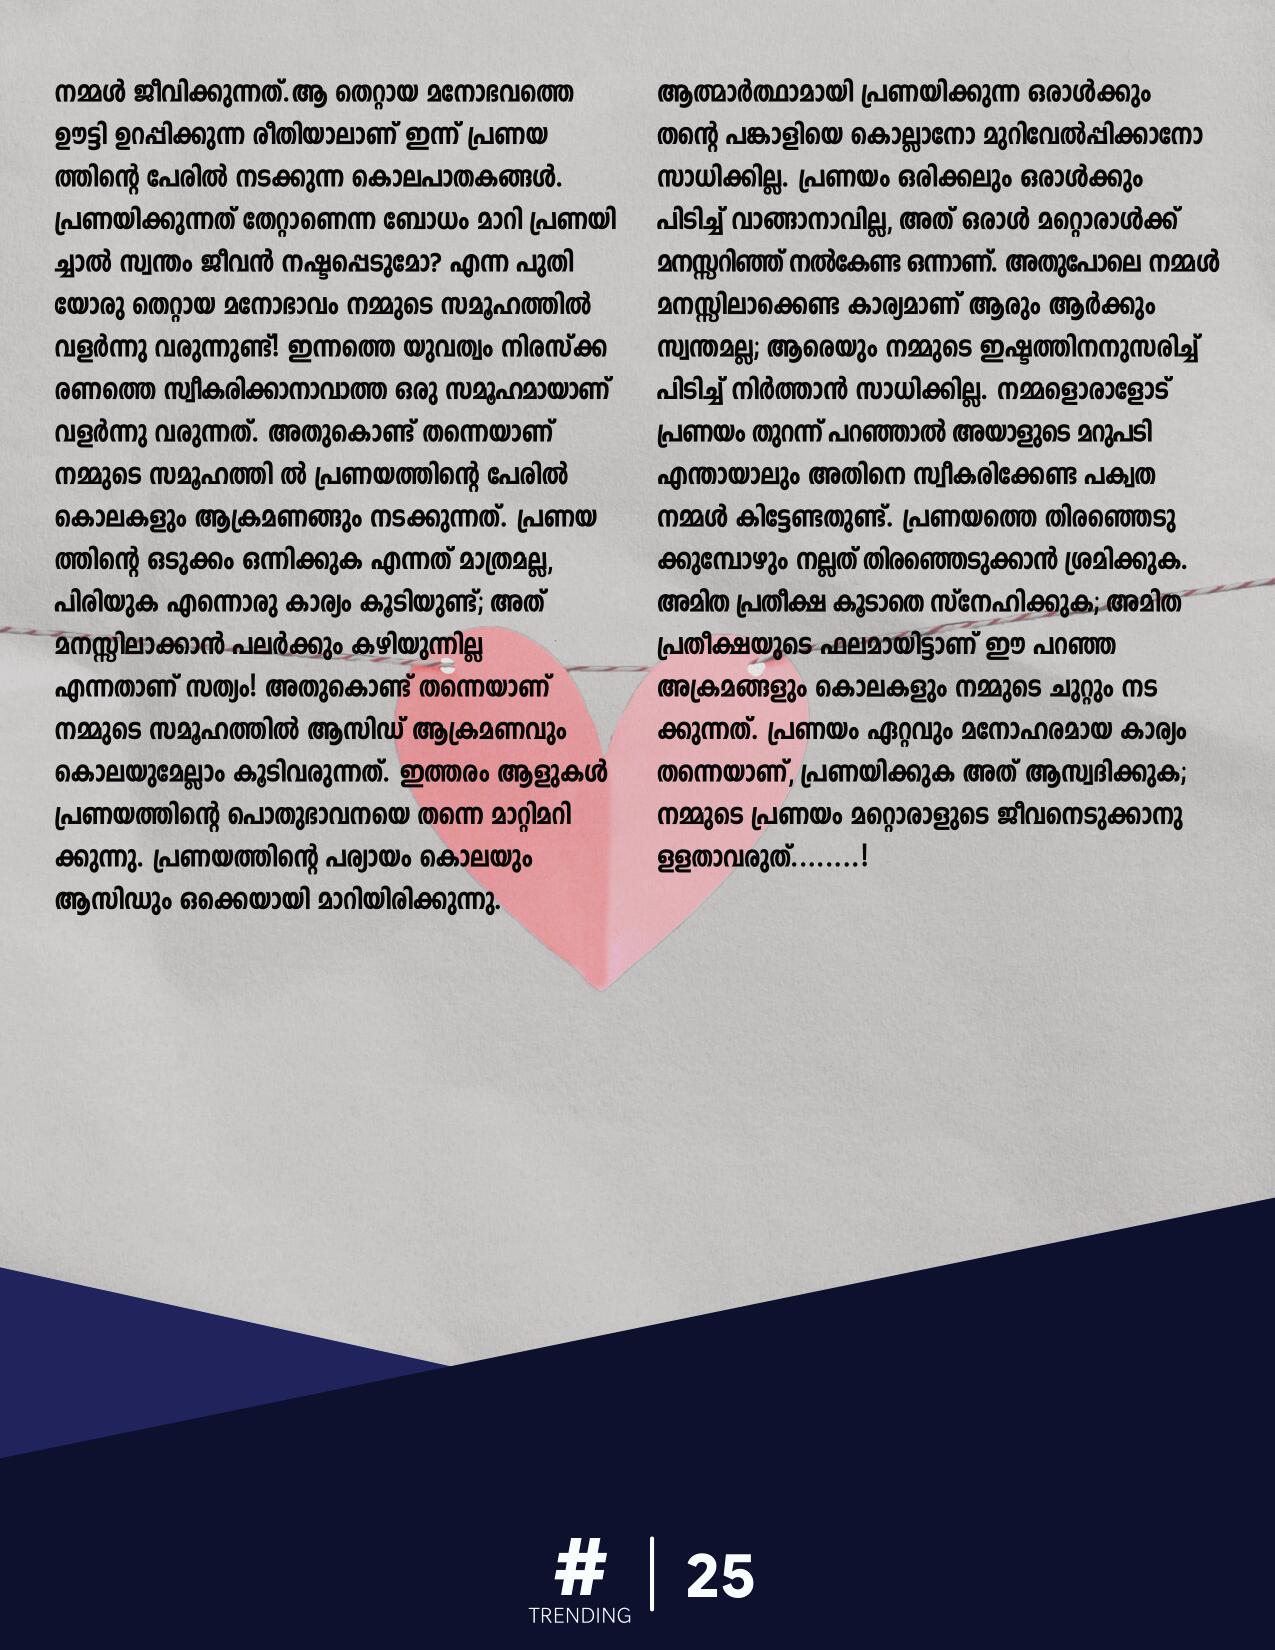 നമ്മൾ ജീവിക്കുന്നത്.ആ തെറ്റായ മനോഭവത്തെ
ഊട്ടി ഉറപ്പിക്കുന്ന രീതിയാലാണ് ഇന്ന് പ്രണയ
ത്തിന്റെ പേരിൽ നടക്കുന്ന കൊലപാതകങ്ങൾ.
പ്രണയിക്കുന്നത് തേറ്റാണെന്ന ബോധം മാറി പ്രണയി
ച്ചാൽ സ്വന്തം ജീവൻ നഷ്ടപ്പെടുമോ? എന്ന പുതി
യോരു തെറ്റായ മനോഭാവം നമ്മുടെ സമൂഹത്തിൽ
വളർന്നു വരുന്നുണ്ട്! ഇന്നത്തെ യുവത്വം നിരസ്ക്ക
രണത്തെ സ്വീകരിക്കാനാവാത്ത ഒരു സമൂഹമായാണ്
വളർന്നു വരുന്നത്. അതുകൊണ്ട് തന്നെയാണ്
നമ്മുടെ സമൂഹത്തി ൽ പ്രണയത്തിന്റെ പേരിൽ
കൊലകളും ആക്രമണങ്ങും നടക്കുന്നത്. പ്രണയ
ത്തിന്റെ ഒടുക്കം ഒന്നിക്കുക എന്നത് മാത്രമല്ല,
പിരിയുക എന്നൊരു കാര്യം കൂടിയുണ്ട്; അത്
മനസ്സിലാക്കാൻ പലർക്കും കഴിയുന്നില്ല
എന്നതാണ് സത്യം! അതുകൊണ്ട് തന്നെയാണ്
നമ്മുടെ സമൂഹത്തിൽ ആസിഡ് ആക്രമണവും
കൊലയുമേല്ലാം കൂടിവരുന്നത്. ഇത്തരം ആളുകൾ
പ്രണയത്തിന്റെ പൊതുഭാവനയെ തന്നെ മാറ്റിമറി
ക്കുന്നു. പ്രണയത്തിന്റെ പര്യായം കൊലയും
ആസിഡും ഒക്കെയായി മാറിയിരിക്കുന്നു.
ആത്മാർത്ഥാമായി പ്രണയിക്കുന്ന ഒരാൾക്കും
തന്റെ പങ്കാളിയെ കൊല്ലാനോ മുറിവേൽപ്പിക്കാനോ
സാധിക്കില്ല. പ്രണയം ഒരിക്കലും ഒരാൾക്കും
പിടിച്ച് വാങ്ങാനാവില്ല, അത് ഒരാൾ മറ്റൊരാൾക്ക്
മനസ്സറിഞ്ഞ് നൽകേണ്ട ഒന്നാണ്. അതുപോലെ നമ്മൾ
മനസ്സിലാക്കെണ്ട കാര്യമാണ് ആരും ആർക്കും
സ്വന്തമല്ല; ആരെയും നമ്മുടെ ഇഷ്ടത്തിനനുസരിച്ച്
പിടിച്ച് നിർത്താൻ സാധിക്കില്ല. നമ്മളൊരാളോട്
പ്രണയം തുറന്ന് പറഞ്ഞാൽ അയാളുടെ മറുപടി
എന്തായാലും അതിനെ സ്വീകരിക്കേണ്ട പക്വത
നമ്മൾ കിട്ടേണ്ടതുണ്ട്. പ്രണയത്തെ തിരഞ്ഞെടു
ക്കുമ്പോഴും നല്ലത് തിരഞ്ഞെടുക്കാൻ ശ്രമിക്കുക.
അമിത പ്രതീക്ഷ കൂടാതെ സ്നേഹിക്കുക; അമിത
പ്രതീക്ഷയുടെ ഫലമായിട്ടാണ് ഈ പറഞ്ഞ
അക്രമങ്ങളും കൊലകളും നമ്മുടെ ചുറ്റും നട
ക്കുന്നത്. പ്രണയം ഏറ്റവും മനോഹരമായ കാര്യം
തന്നെയാണ്, പ്രണയിക്കുക അത് ആസ്വദിക്കുക;
നമ്മുടെ പ്രണയം മറ്റൊരാളുടെ ജീവനെടുക്കാനു
ളളതാവരുത്........!
#
TRENDING
25